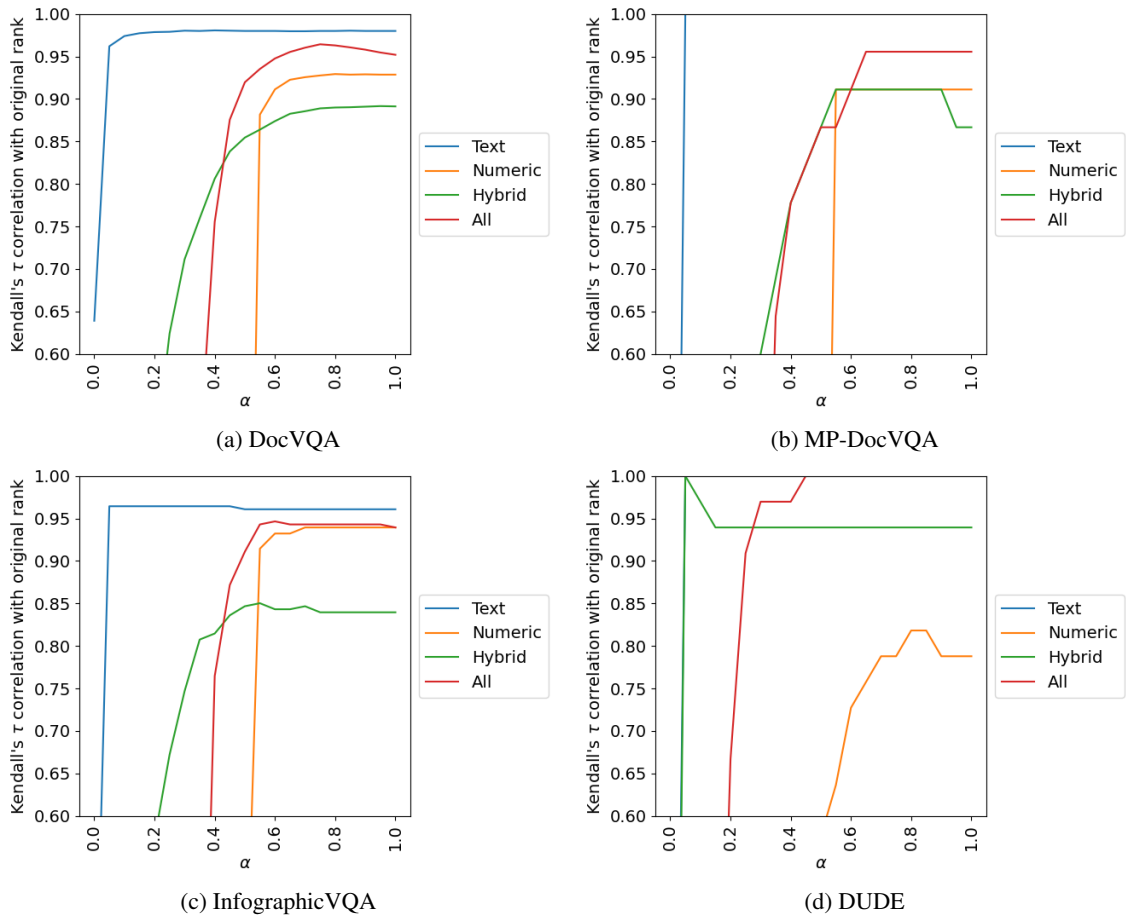 Kendall's τ correlation with original rank
1.00
0.95
0.90
0.85
0.80
0.75
0.70
0.65
0.60
0.0
0.2
0.4
0.6
0.8
1.0
α
Text
Numeric
Hybrid
All
(a) DocVQA
Kendall's τ correlation with original rank
1.00
0.95
0.90
0.85
0.80
0.75
0.70
0.65
0.60
0.0
0.2
0.4
0.6
0.8
1.0
α
Text
Numeric
Hybrid
All
(b) MP-DocVQA
Kendall's τ correlation with original rank
1.00
0.95
0.90
0.85
0.80
0.75
0.70
0.65
0.60
0.0
0.2
0.4
0.6
0.8
1.0
α
Text
Numeric
Hybrid
All
(c) InfographicVQA
Kendall's τ correlation with original rank
1.00
0.95
0.90
0.85
0.80
0.75
0.70
0.65
0.60
0.0
0.2
0.4
0.6
0.8
1.0
α
Text
Numeric
Hybrid
All
(d) DUDE